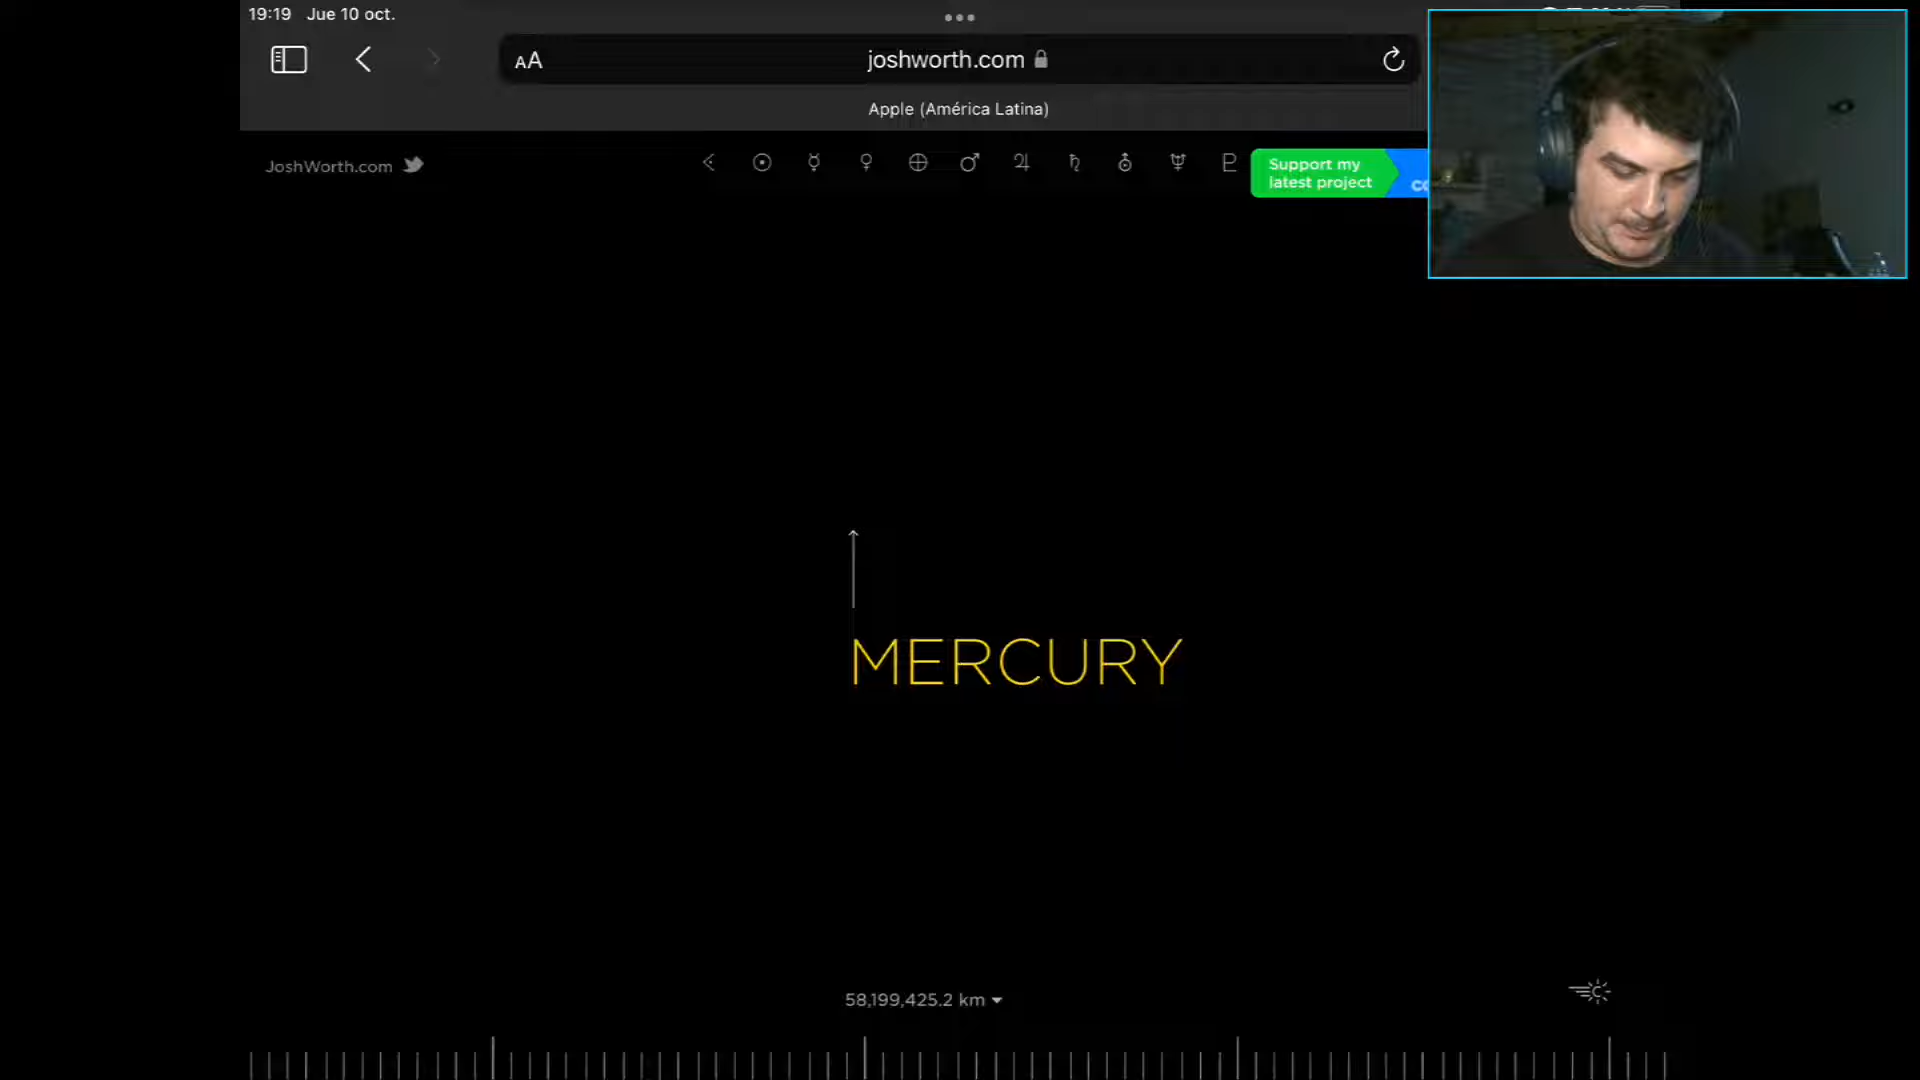 19:19 Jue 10 oct.
AA
joshworth.com
Apple (América Latina)
JoshWorth.com
Support my
latest project
MERCURY
58,199,425.2 km